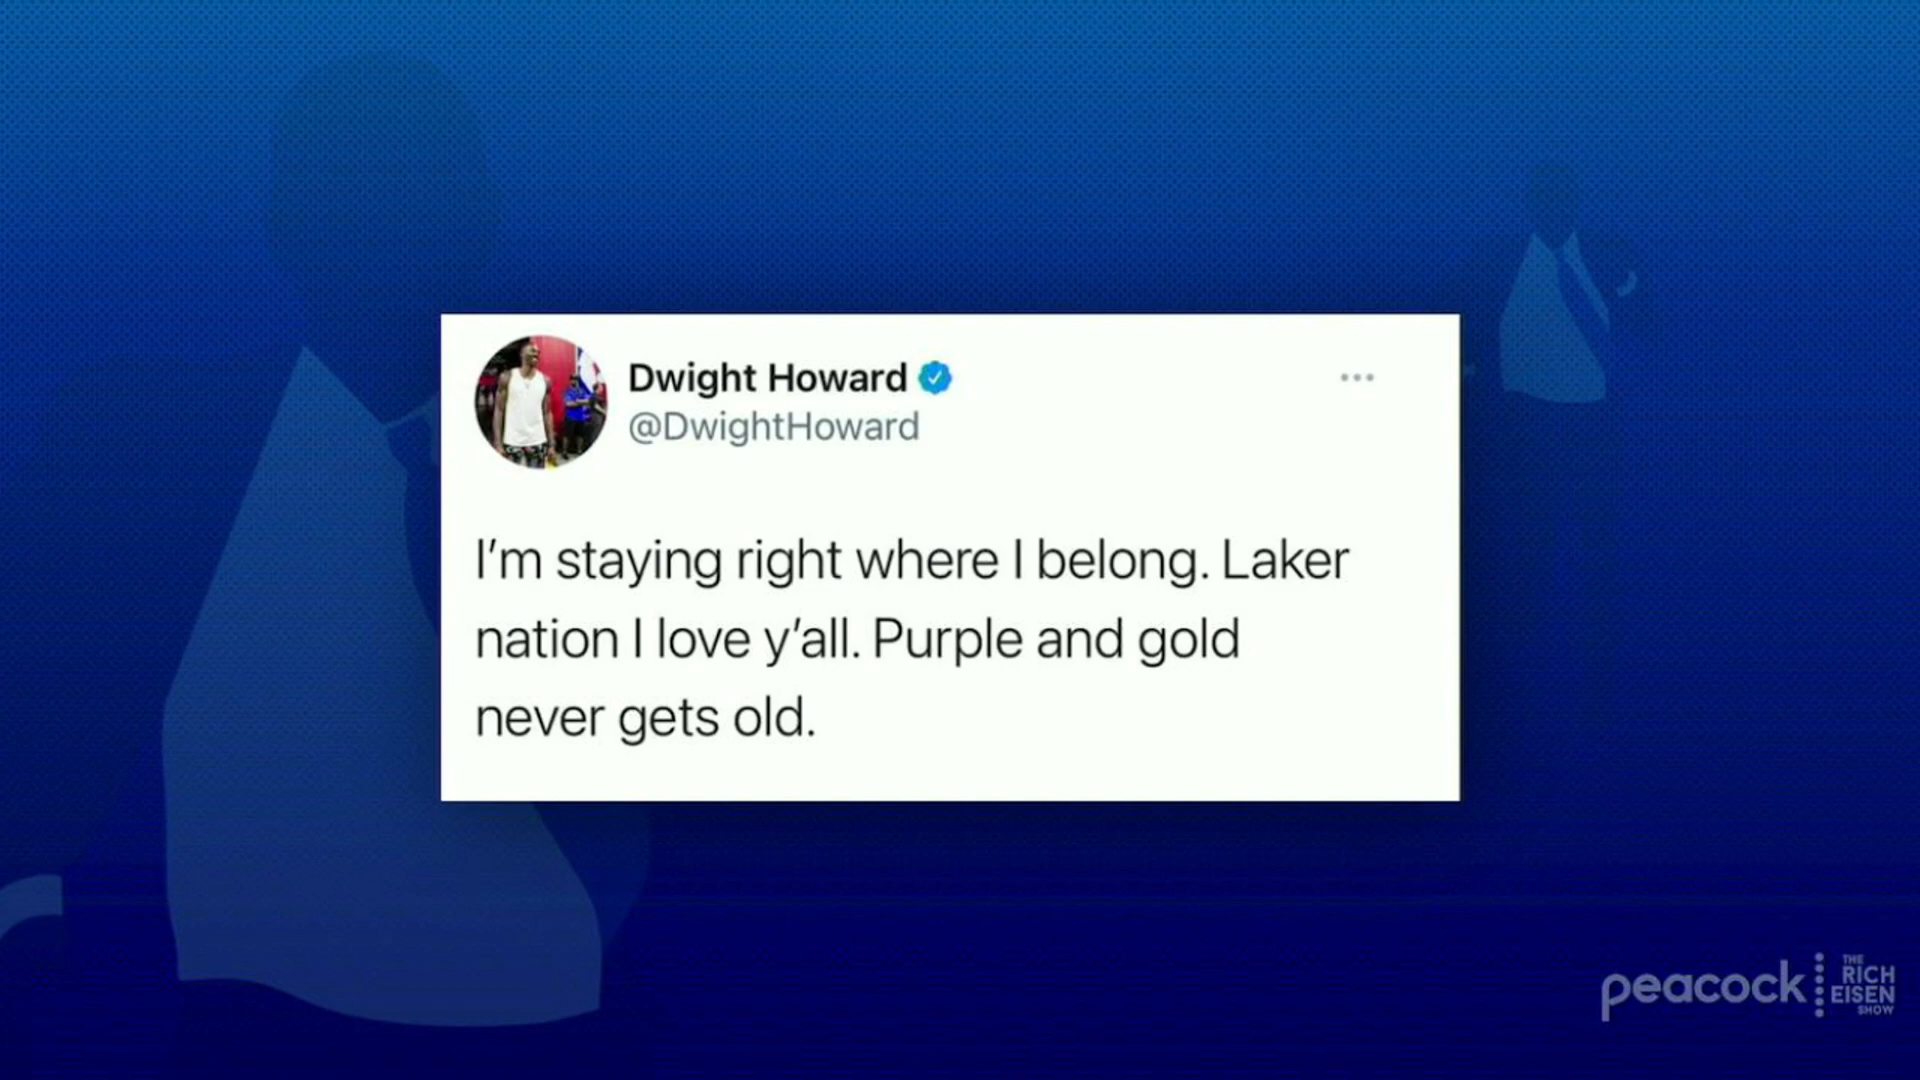 Dwight Howard
@DwightHoward
I'm staying right where I belong. Laker
nation I love y'all. Purple and gold
never gets old.
peacock
THE
RICH
EISEN
SHOW